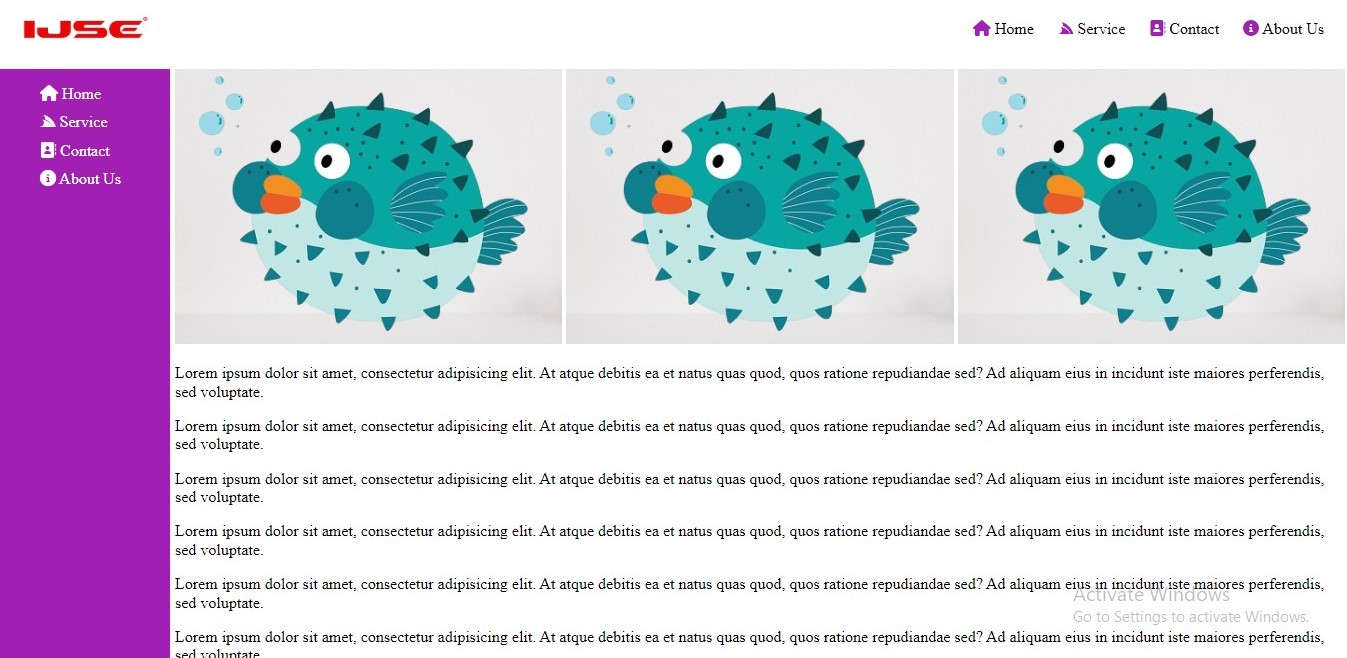 IJSE®
Home Service Contact About Us
Home
Service
Contact
About Us
Lorem ipsum dolor sit amet, consectetur adipisicing elit. At atque debitis ea et natus quas quod, quos ratione repudiandae sed? Ad aliquam eius in incidunt iste maiores perferendis,
sed voluptate.
Lorem ipsum dolor sit amet, consectetur adipisicing elit. At atque debitis ea et natus quas quod, quos ratione repudiandae sed? Ad aliquam eius in incidunt iste maiores perferendis,
sed voluptate.
Lorem ipsum dolor sit amet, consectetur adipisicing elit. At atque debitis ea et natus quas quod, quos ratione repudiandae sed? Ad aliquam eius in incidunt iste maiores perferendis,
sed voluptate.
Lorem ipsum dolor sit amet, consectetur adipisicing elit. At atque debitis ea et natus quas quod, quos ratione repudiandae sed? Ad aliquam eius in incidunt iste maiores perferendis,
sed voluptate.
Lorem ipsum dolor sit amet, consectetur adipisicing elit. At atque debitis ea et natus quas quod, quos ratione repudiandae sed? Ad aliquam eius in incidunt iste maiores perferendis,
sed voluptate.
Activate Windows
Go to Settings to activate Windows.
Lorem ipsum dolor sit amet, consectetur adipisicing elit. At atque debitis ea et natus quas quod, quos ratione repudiandae sed? Ad aliquam eius in incidunt iste maiores perferendis,
sed voluptate.